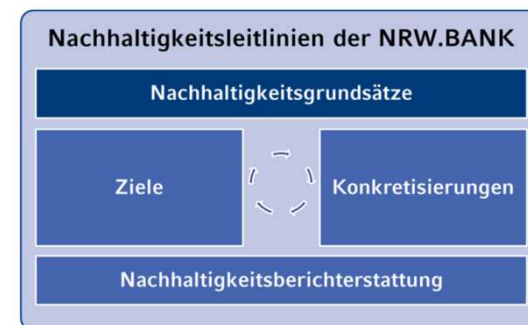 Nachhaltigkeitsleitlinien der NRW.BANK
Nachhaltigkeitsgrundsätze
Ziele
Konkretisierungen
Nachhaltigkeitsberichterstattung